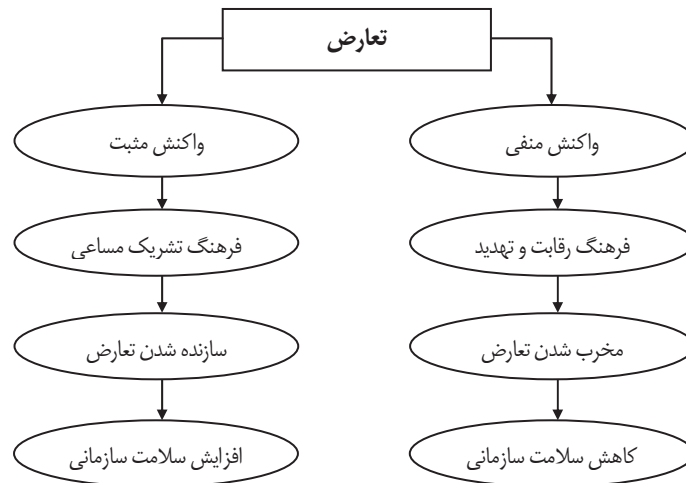 تعارض
واکنش منفی
واکنش مثبت
فرهنگ رقابت و تهدید
فرهنگ تشریک مساعی
مخرب شدن تعارض
سازنده شدن تعارض
کاهش سلامت سازمانی
افزایش سلامت سازمانی